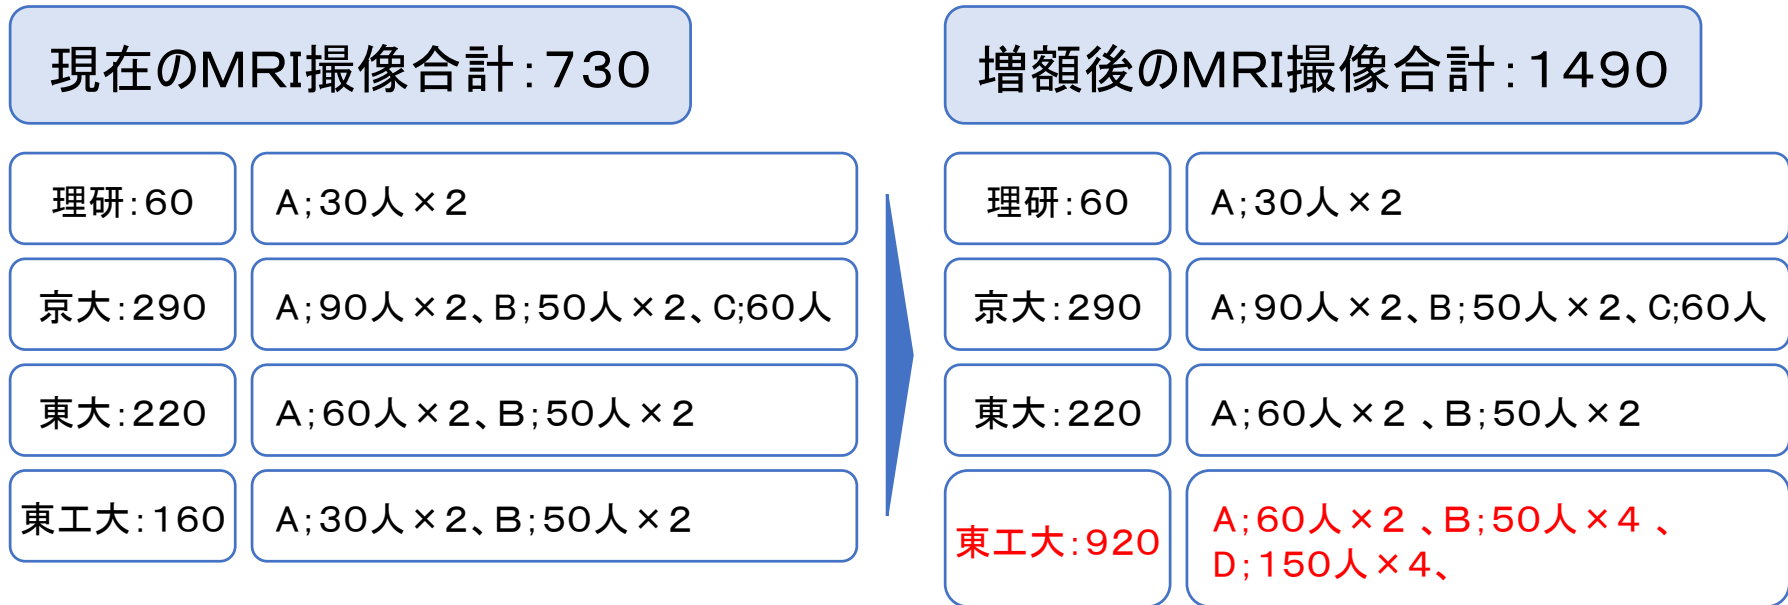 現在のMRI撮像合計:730
理研:60
A;30人×2
京大:290
A;90人×2、B;50人×2、C;60人
東大:220
A;60人×2、B;50人×2
東工大:160
A;30人×2、B;50人×2
増額後のMRI撮像合計:1490
理研:60
A;30人×2
京大:290
A;90人×2、B;50人×2、C;60人
東大:220
A;60人×2 、B;50人×2
東工大:920
A;60人×2 、B;50人×4 、
D;150人×4、